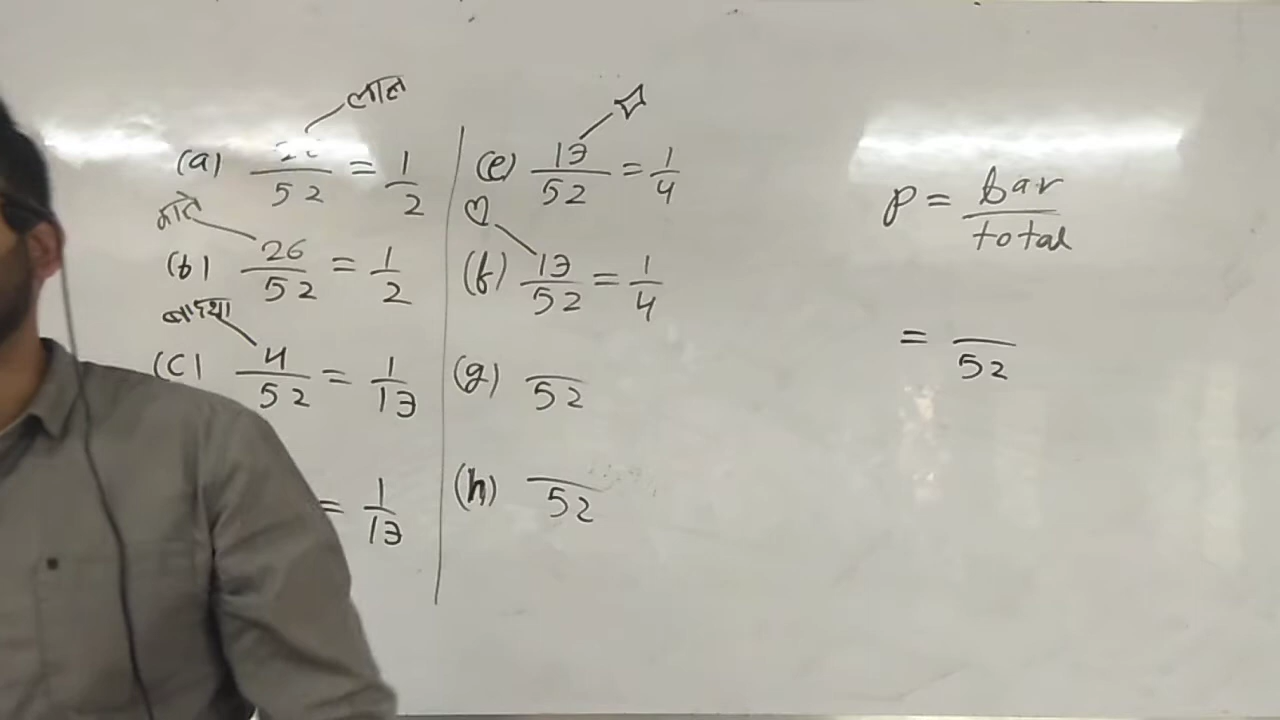 लाल
(a) /52 = 1/2
(b) 26/52 = 1/2
(C) 4/52 = 1/13
= 1/13
(e) 13/52 = 1/4
(f) 13/52 = 1/4
(g) /52
(h) /52
P = bar/total
= /52